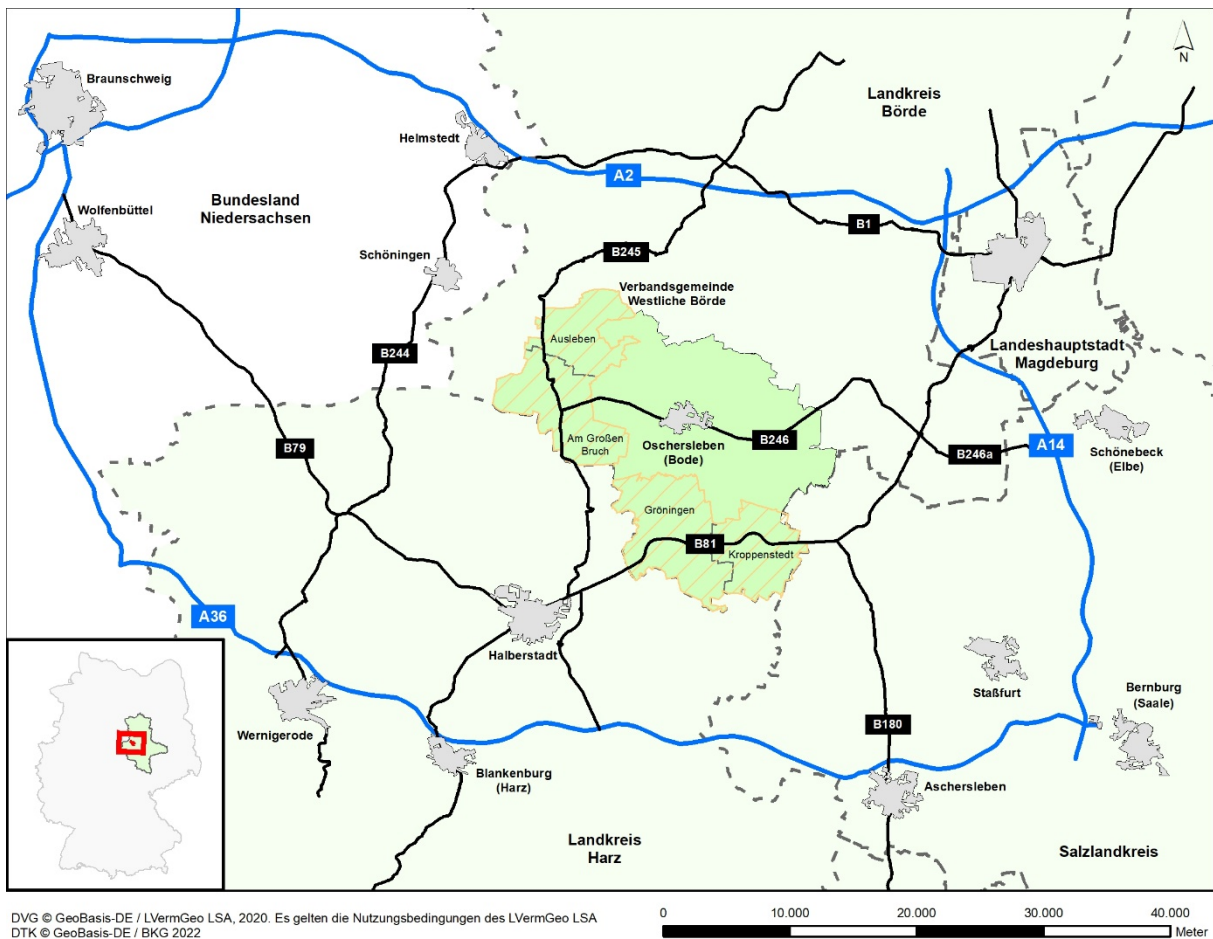 Braunschweig
Landkreis
Börde
N
Helmstedt
A2
Bundesland
Niedersachsen
Wolfenbüttel
B1
B245
Schöningen
Verbandsgemeinde
Westliche Börde
Ausleben
B244
Landeshauptstadt
Magdeburg
B79
Am Großen
Bruch
Oschersleben
(Bode)
B246
B246a
A14
Schönebeck
(Elbe)
Gröningen
B81
Kroppenstedt
A36
Halberstadt
Staßfurt
Bernburg
(Saale)
Wernigerode
B180
Blankenburg
(Harz)
Aschersleben
Landkreis
Harz
Salzlandkreis
DVG © GeoBasis-DE / LVermGeo LSA, 2020. Es gelten die Nutzungsbedingungen des LVermGeo LSA
DTK © GeoBasis-DE / BKG 2022
0 10.000 20.000 30.000 40.000
Meter